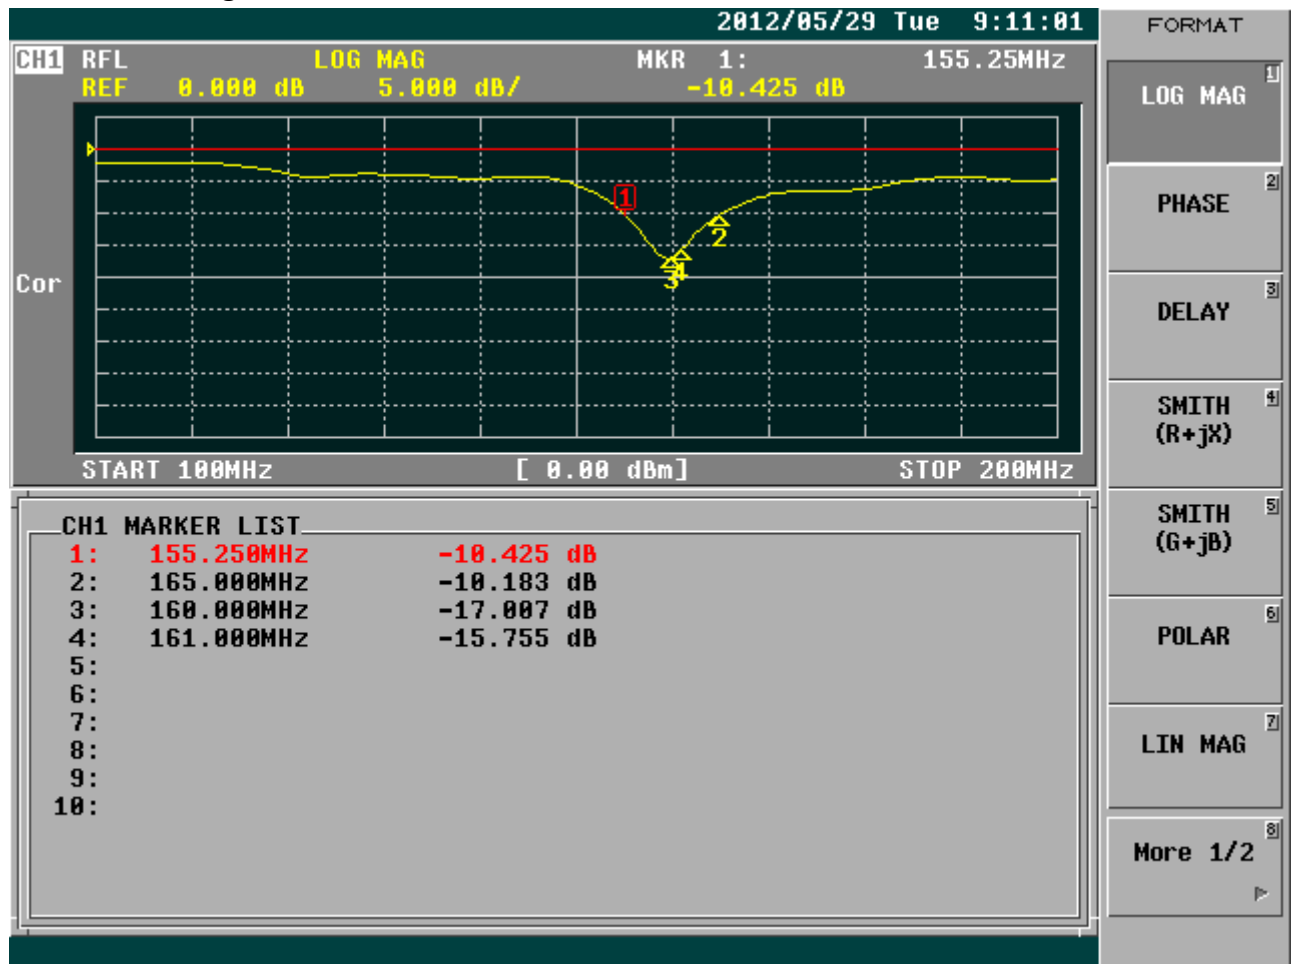 2012/05/29 Tue 9:11:01
CH1 RFL LOG MAG MKR 1: 155.25MHz
REF 0.000 dB 5.000 dB/ -10.425 dB
1
2
3
4
Cor
START 100MHz [ 0.00 dBm] STOP 200MHz
CH1 MARKER LIST
1: 155.250MHz -10.425 dB
2: 165.000MHz -10.183 dB
3: 160.000MHz -17.007 dB
4: 161.000MHz -15.755 dB
5:
6:
7:
8:
9:
10:
FORMAT
1
LOG MAG
2
PHASE
3
DELAY
4
SMITH
(R+jX)
5
SMITH
(G+jB)
6
POLAR
7
LIN MAG
8
More 1/2